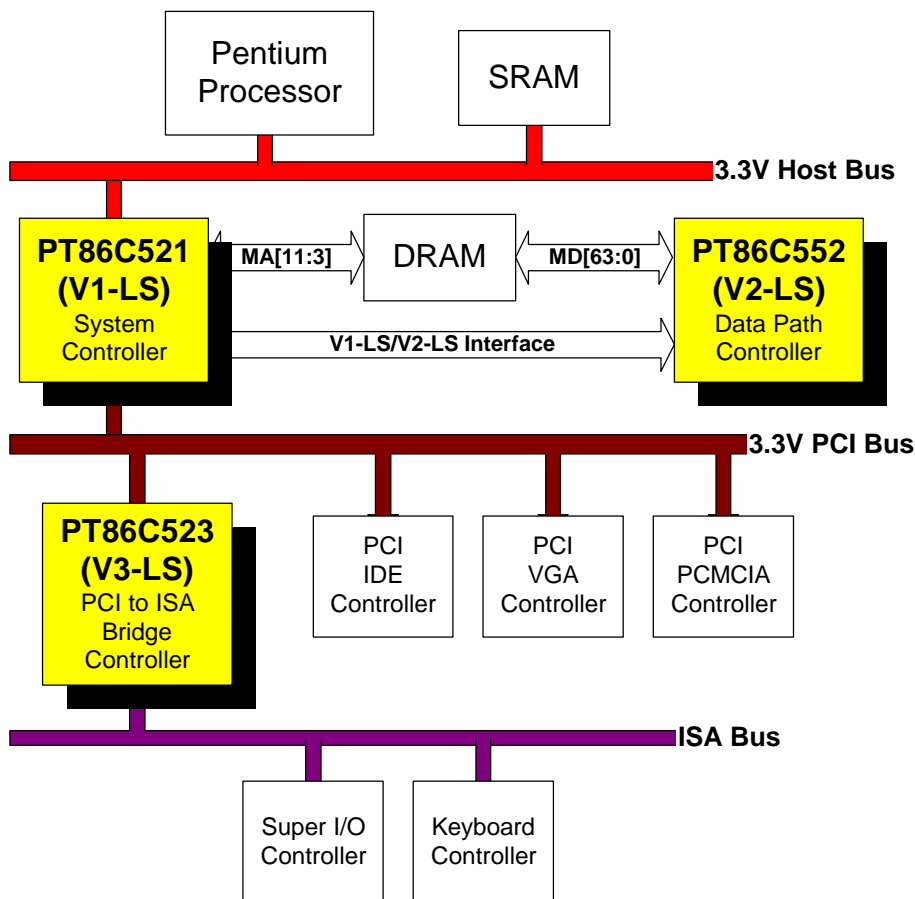 Pentium
Processor
SRAM
3.3V Host Bus
PT86C521
(V1-LS)
System
Controller
MA[11:3]
DRAM
MD[63:0]
PT86C552
(V2-LS)
Data Path
Controller
V1-LS/V2-LS Interface
3.3V PCI Bus
PT86C523
(V3-LS)
PCI to ISA
Bridge
Controller
PCI
IDE
Controller
PCI
VGA
Controller
PCI
PCMCIA
Controller
ISA Bus
Super I/O
Controller
Keyboard
Controller